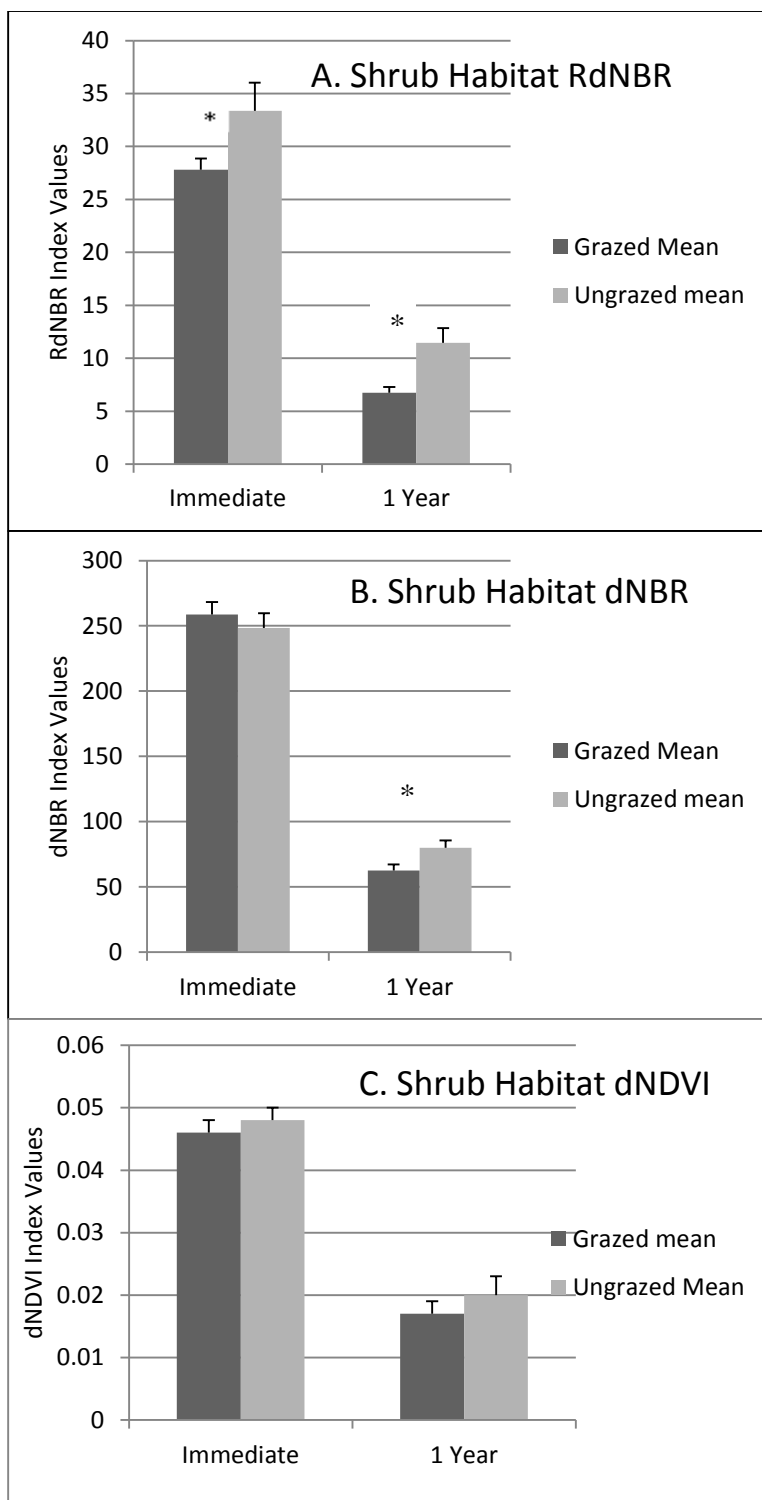 A. Shrub Habitat RdNBR
RdNBR Index Values
40
35
30
25
20
15
10
5
0
*
*
Immediate
1 Year
Grazed Mean
Ungrazed mean
B. Shrub Habitat dNBR
dNBR Index Values
300
250
200
150
100
50
0
*
Immediate
1 Year
Grazed Mean
Ungrazed mean
C. Shrub Habitat dNDVI
dNDVI Index Values
0.06
0.05
0.04
0.03
0.02
0.01
0
Immediate
1 Year
Grazed mean
Ungrazed Mean